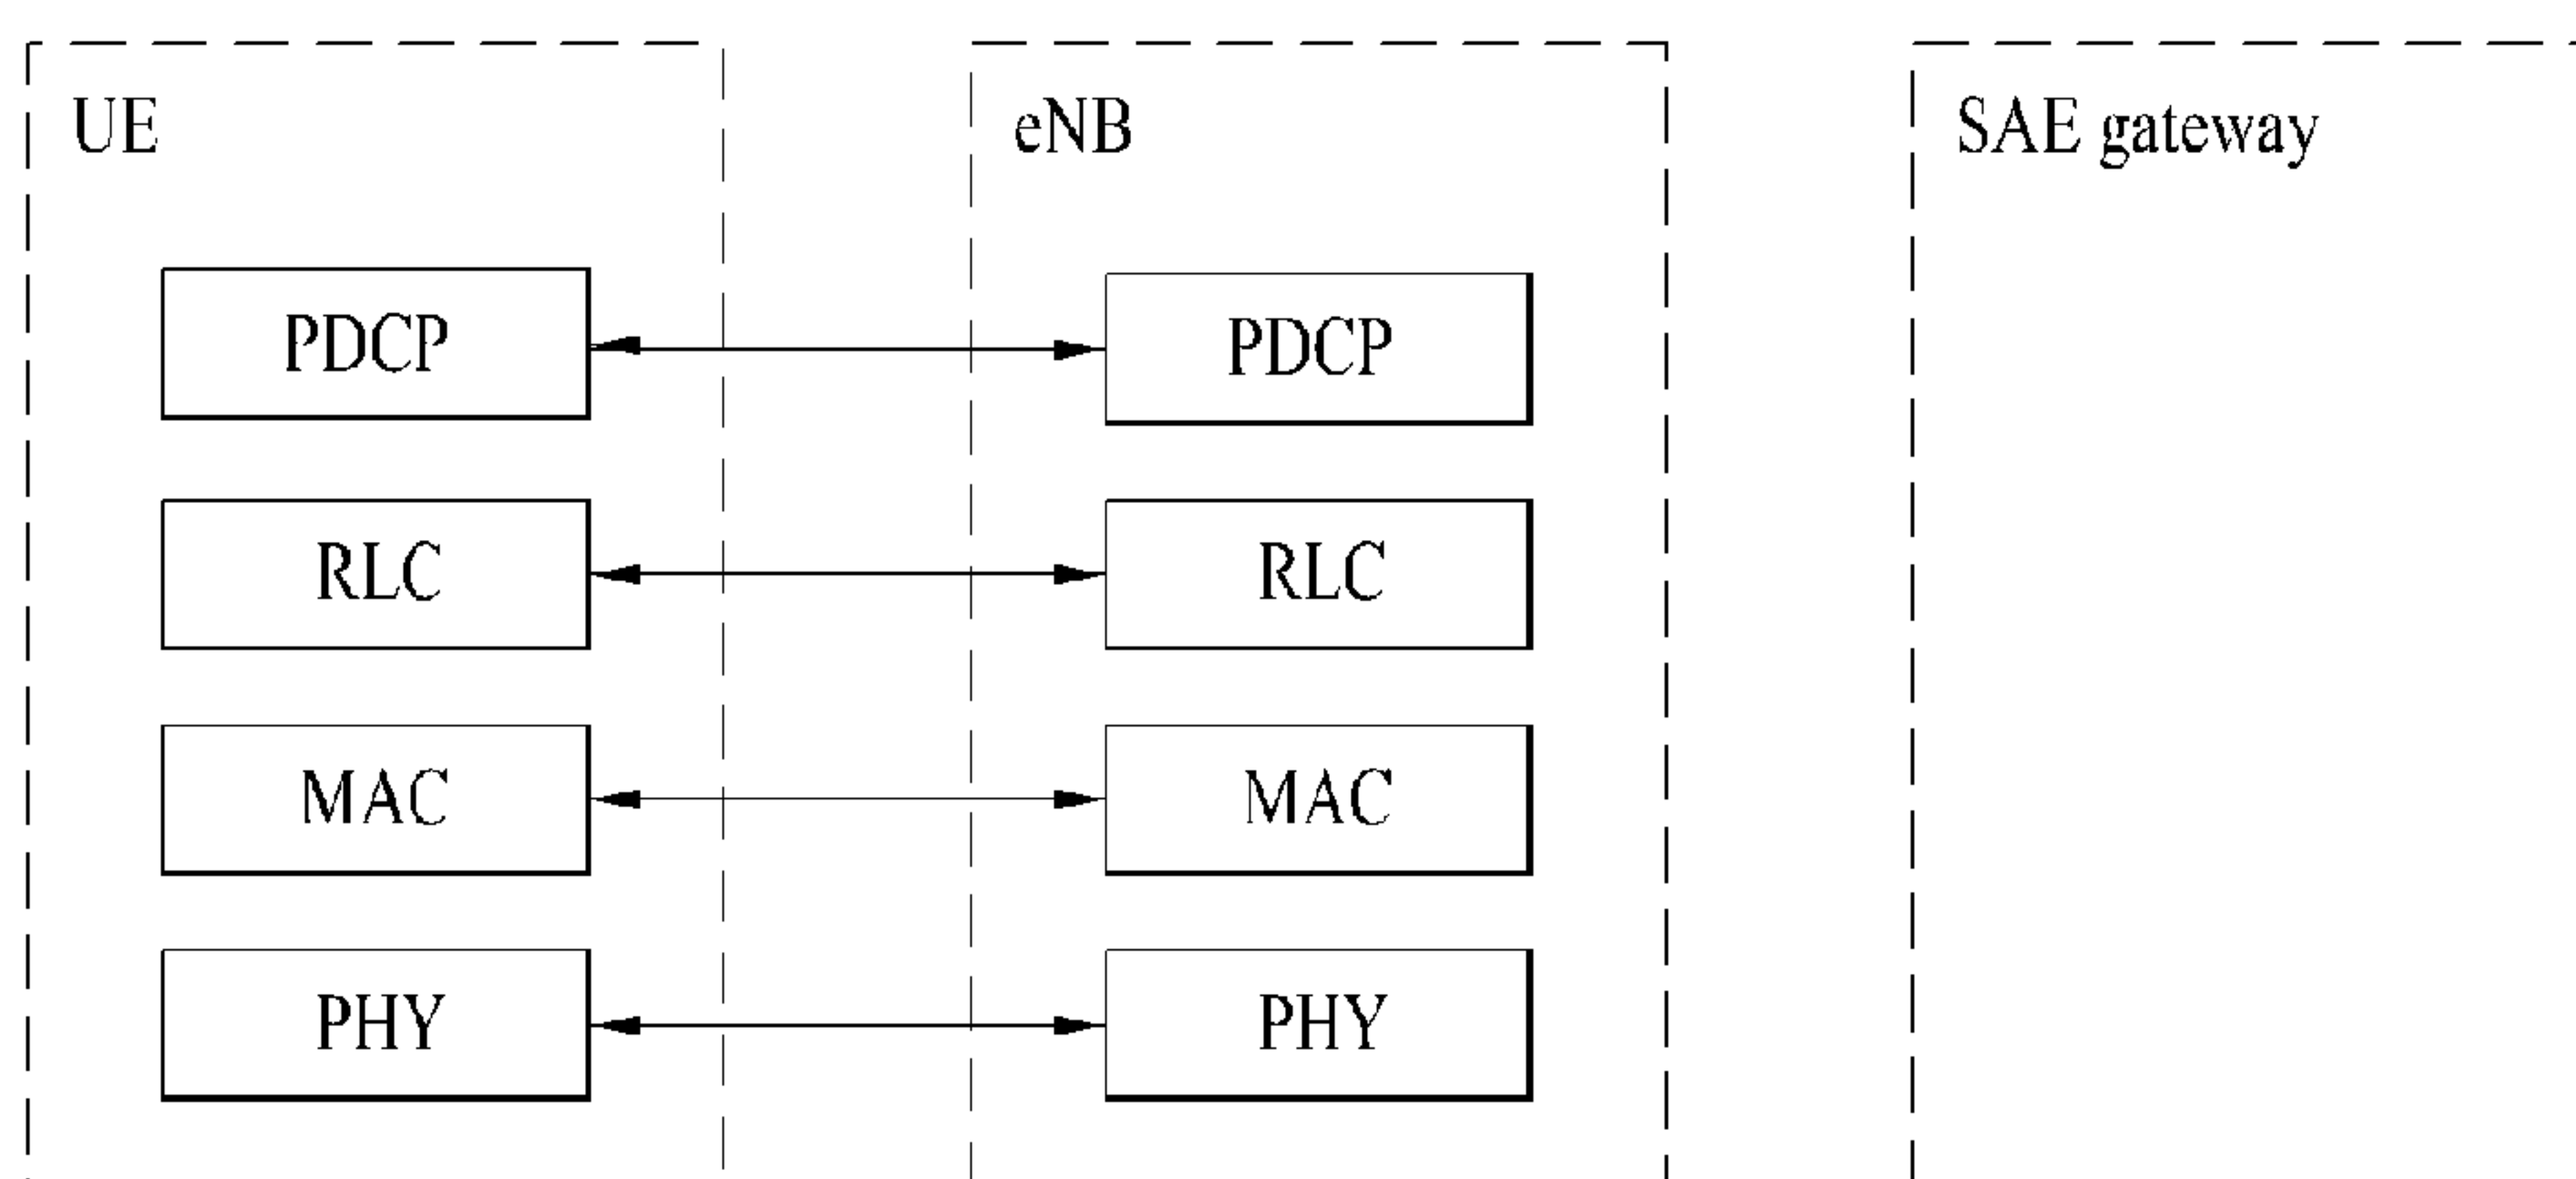 UE
eNB
SAE gateway
PDCP
PDCP
RLC
RLC
MAC
MAC
PHY
PHY